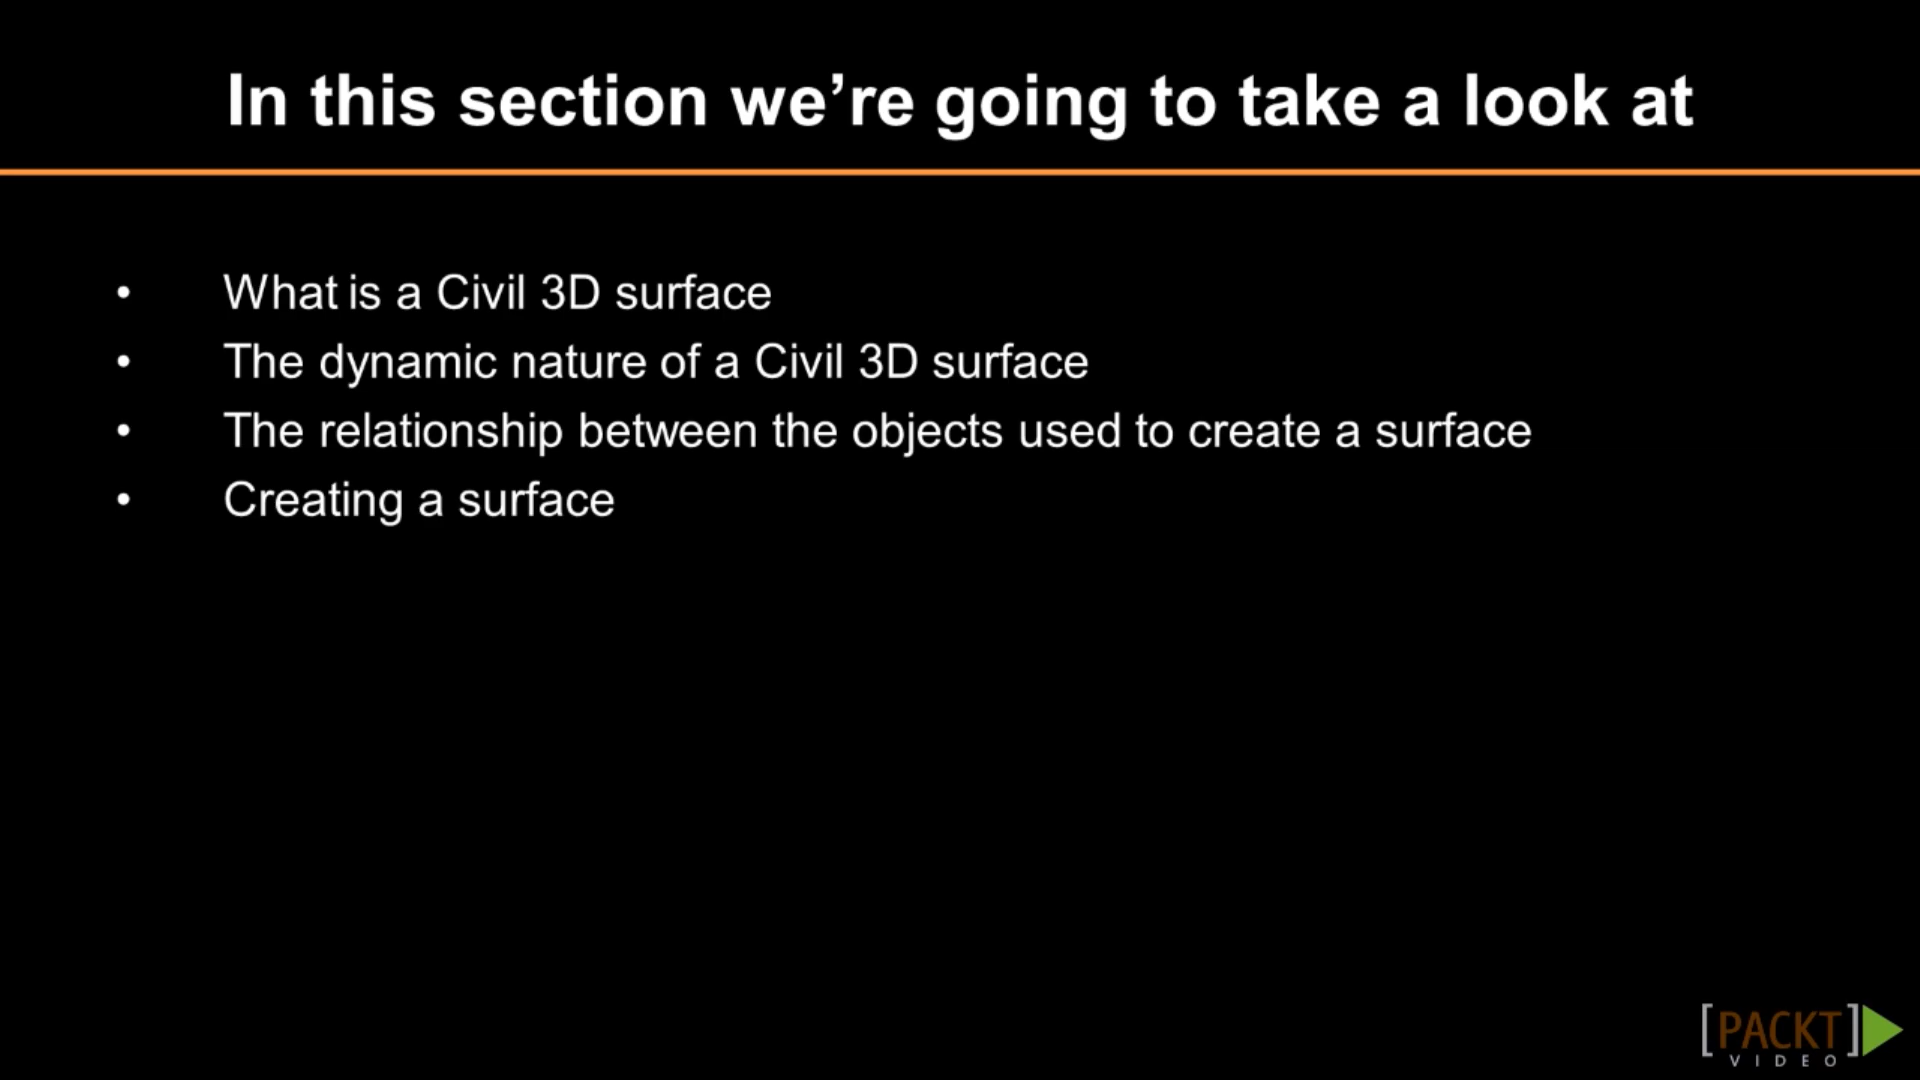 In this section we're going to take a look at
• What is a Civil 3D surface
• The dynamic nature of a Civil 3D surface
• The relationship between the objects used to create a surface
• Creating a surface
[PACKT]
VIDEO